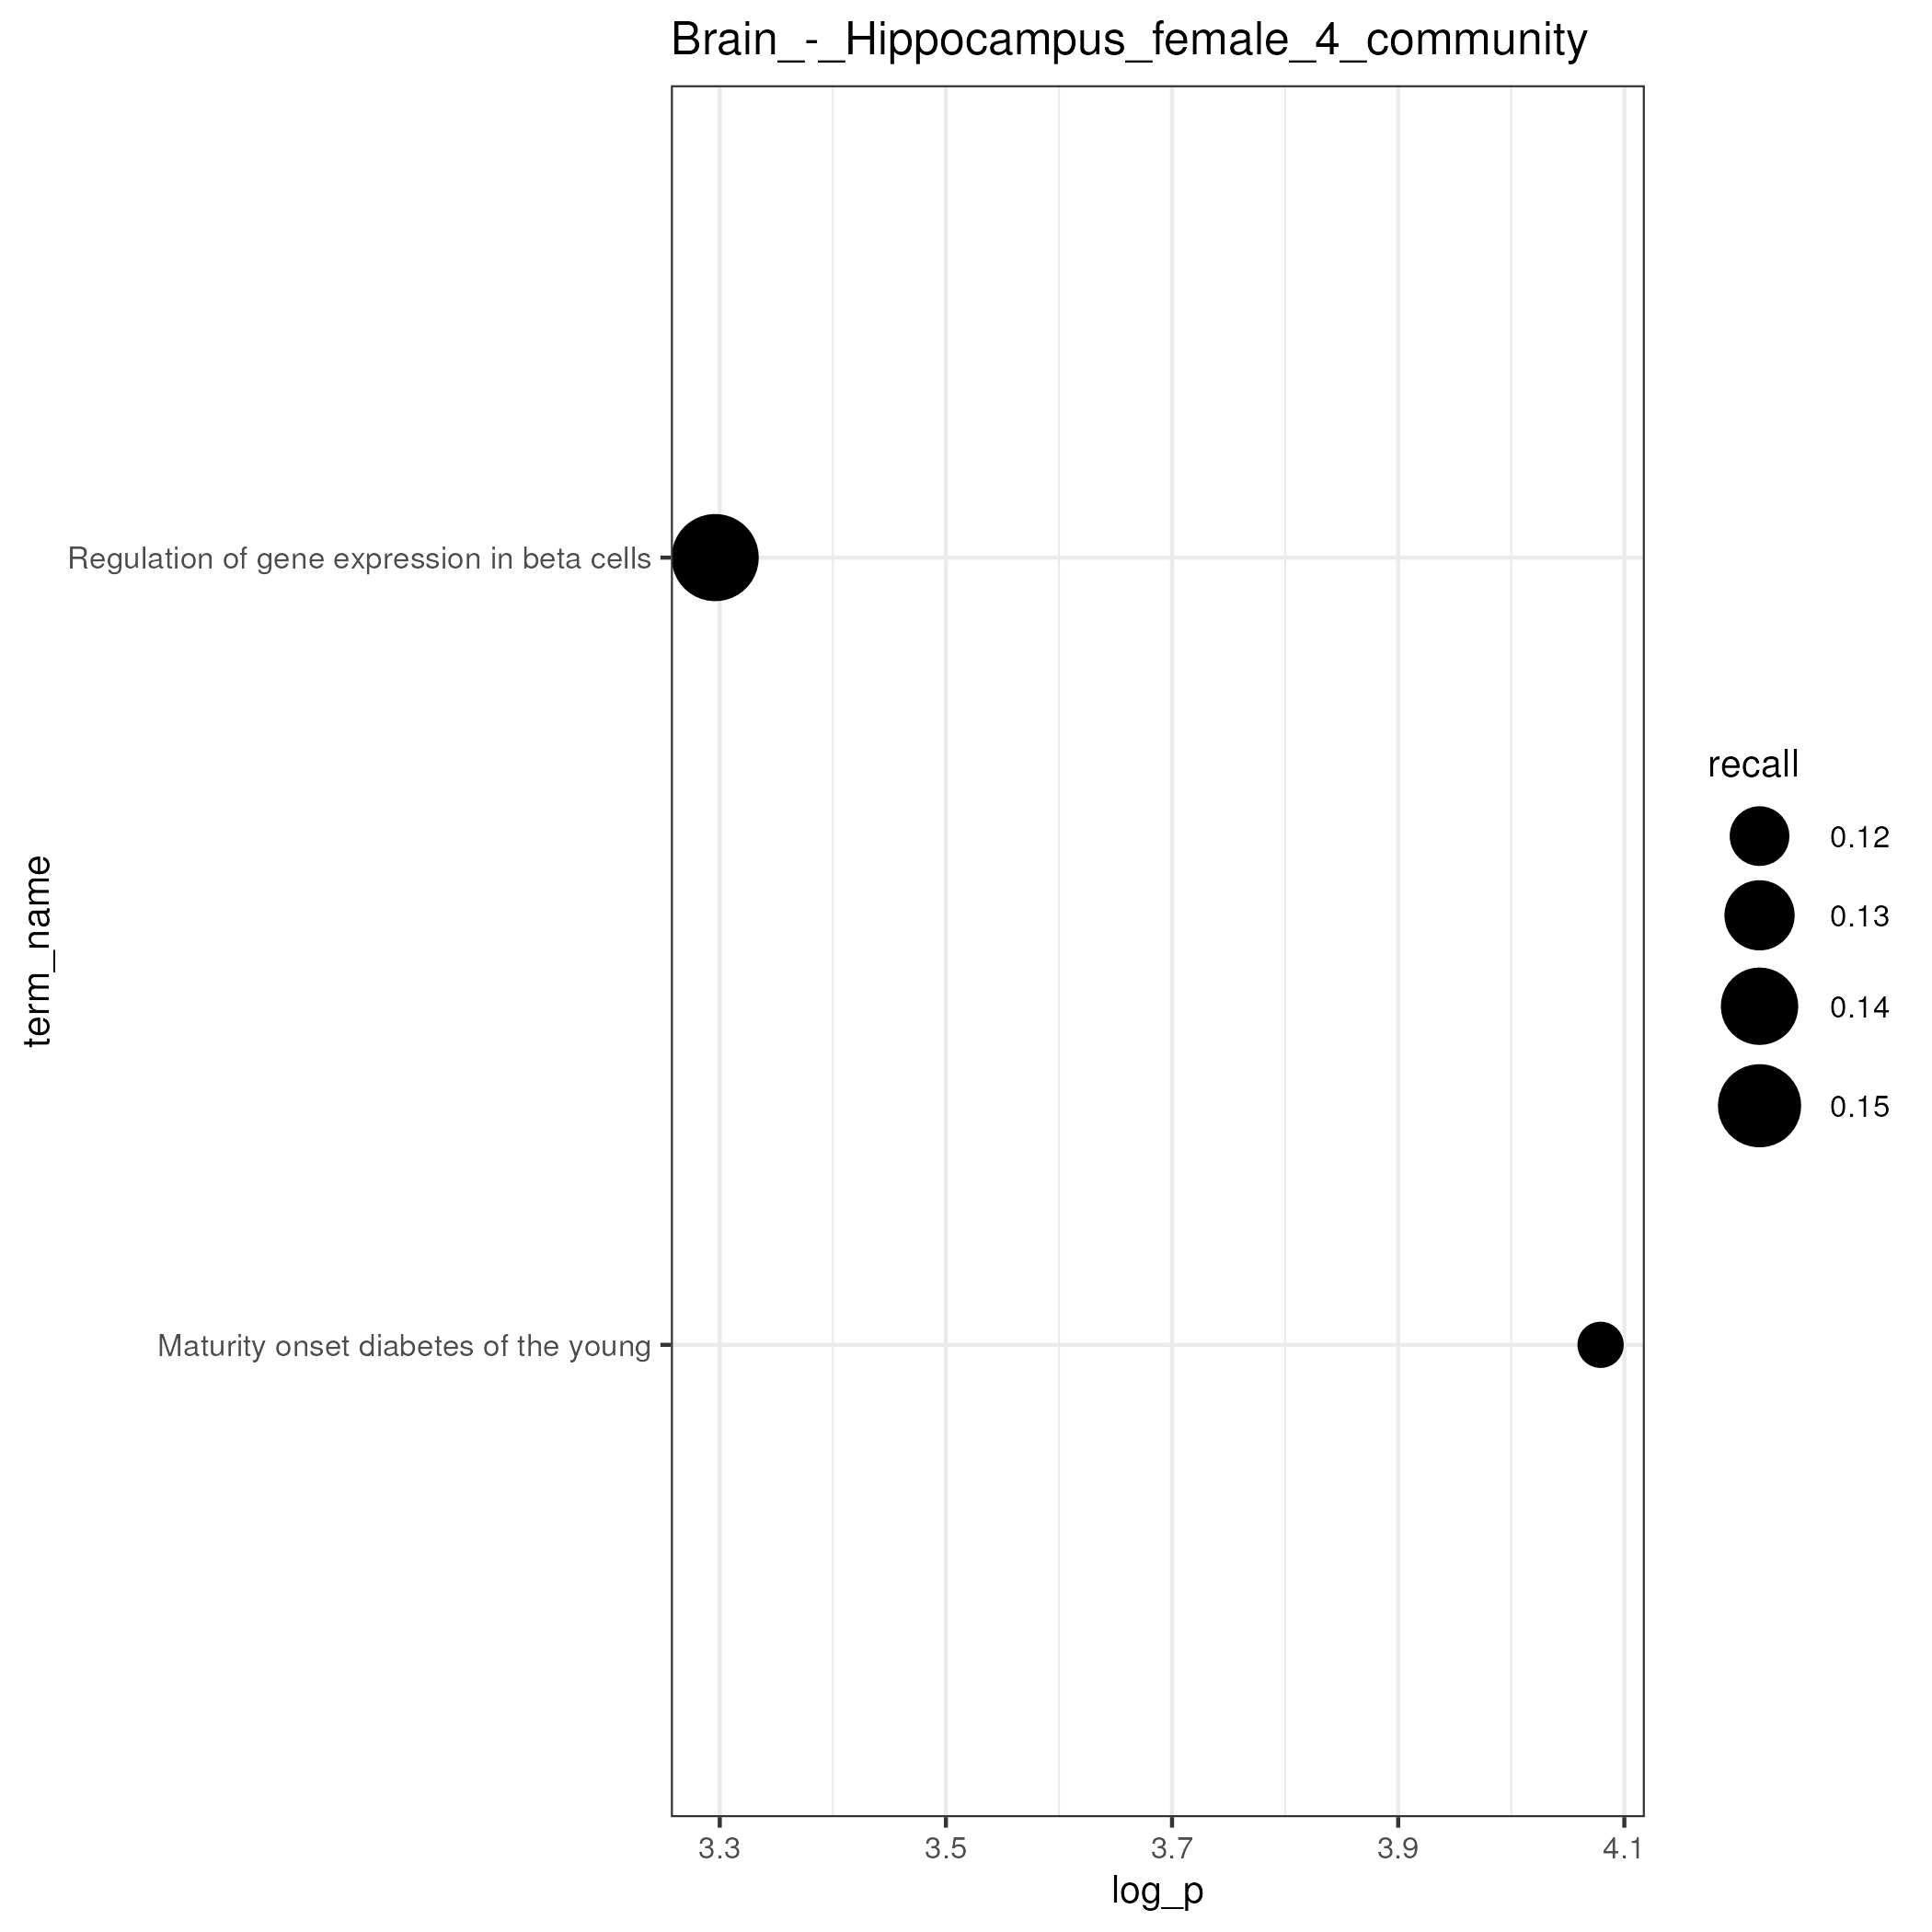 Brain_-_Hippocampus_female_4_community
Regulation of gene expression in beta cells
Maturity onset diabetes of the young
term_name
3.3
3.5
3.7
3.9
4.1
log_p
recall
0.12
0.13
0.14
0.15